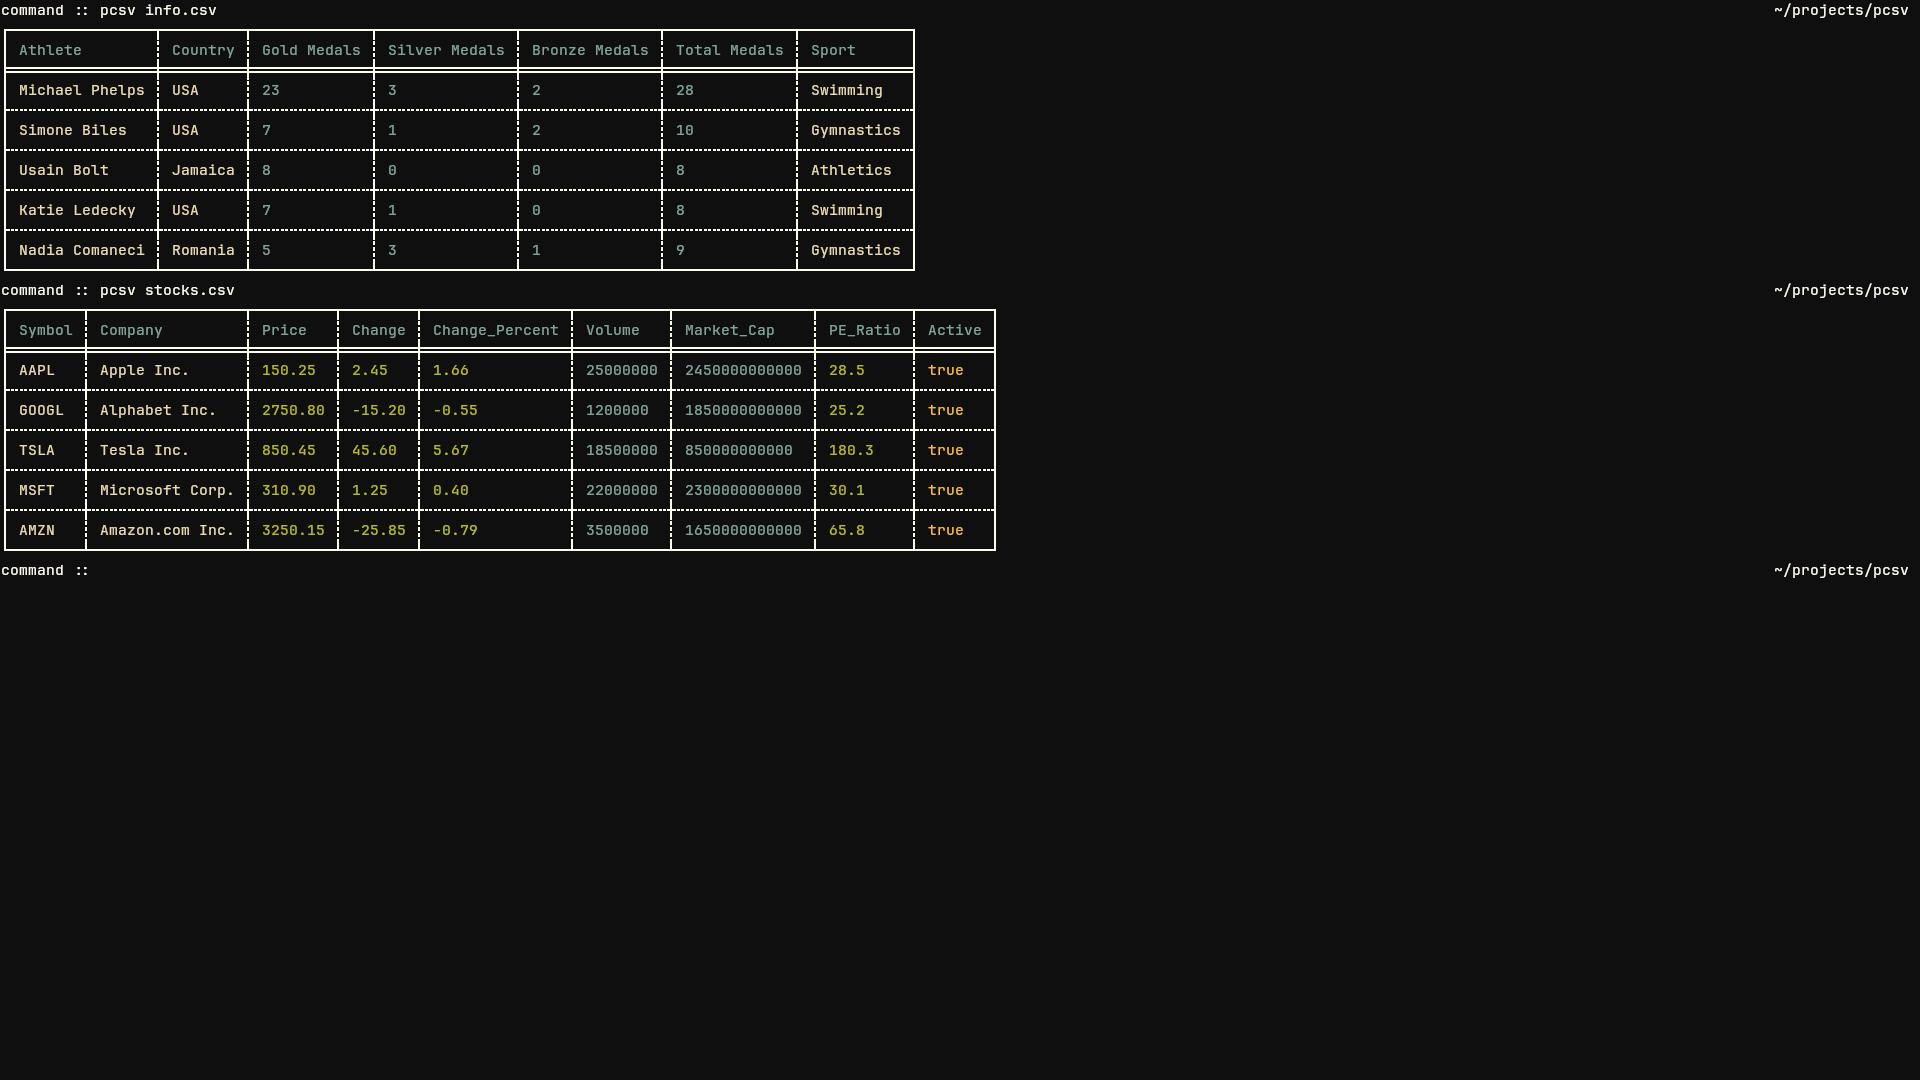 command :: pcsv info.csv ~/projects/pcsv
Athlete Country Gold Medals Silver Medals Bronze Medals Total Medals Sport
Michael Phelps USA 23 3 2 28 Swimming
Simone Biles USA 7 1 2 10 Gymnastics
Usain Bolt Jamaica 8 0 0 8 Athletics
Katie Ledecky USA 7 1 0 8 Swimming
Nadia Comaneci Romania 5 3 1 9 Gymnastics
command :: pcsv stocks.csv ~/projects/pcsv
Symbol Company Price Change Change_Percent Volume Market_Cap PE_Ratio Active
AAPL Apple Inc. 150.25 2.45 1.66 25000000 2450000000000 28.5 true
GOOGL Alphabet Inc. 2750.80 -15.20 -0.55 1200000 1850000000000 25.2 true
TSLA Tesla Inc. 850.45 45.60 5.67 18500000 850000000000 180.3 true
MSFT Microsoft Corp. 310.90 1.25 0.40 22000000 2300000000000 30.1 true
AMZN Amazon.com Inc. 3250.15 -25.85 -0.79 3500000 1650000000000 65.8 true
command :: ~/projects/pcsv